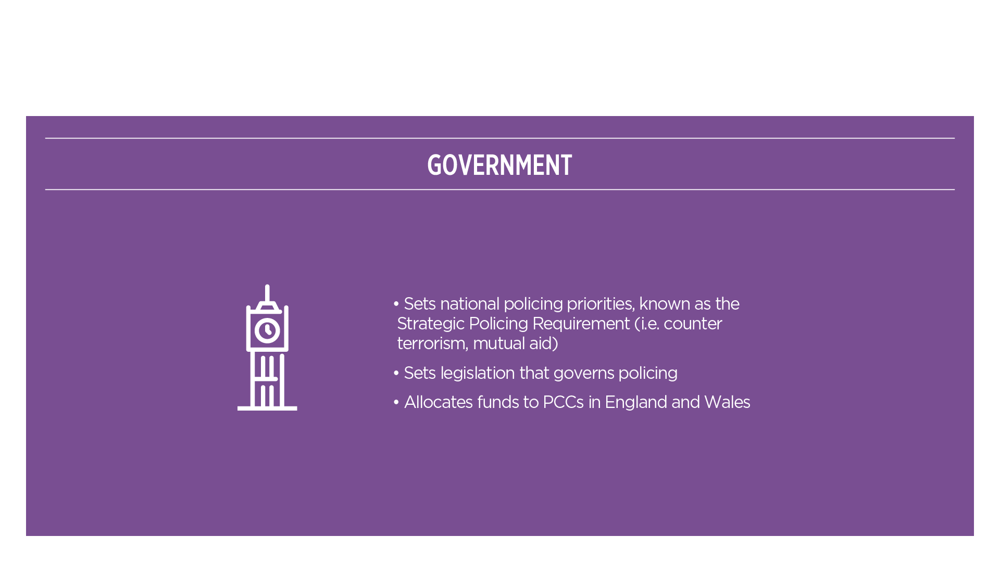 GOVERNMENT
• Sets national policing priorities, known as the
Strategic Policing Requirement (i.e. counter
terrorism, mutual aid)
• Sets legislation that governs policing
• Allocates funds to PCCs in England and Wales